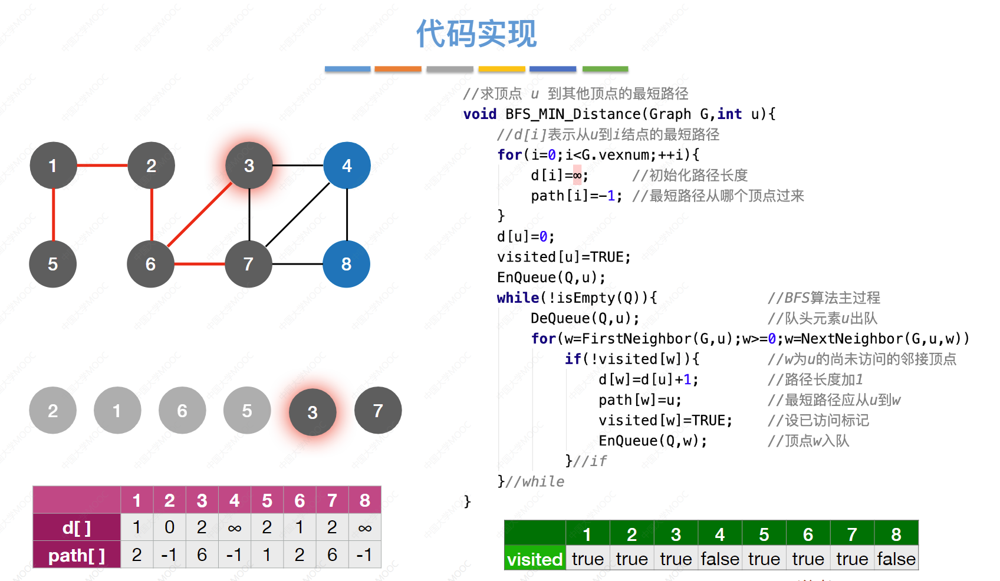 代码实现
//求顶点 u 到其他顶点的最短路径
void BFS_MIN_Distance(Graph G,int u){
//d[i]表示从u到i结点的最短路径
for(i=0;i<G.vexnum;++i){
d[i]=∞; //初始化路径长度
path[i]=-1; //最短路径从哪个顶点过来
}
d[u]=0;
visited[u]=TRUE;
EnQueue(Q,u);
while(!isEmpty(Q)){ //BFS算法主过程
DeQueue(Q,u); //队头元素u出队
for(w=FirstNeighbor(G,u);w>=0;w=NextNeighbor(G,u,w))
if(!visited[w]){ //w为u的尚未访问的邻接顶点
d[w]=d[u]+1; //路径长度加1
path[w]=u; //最短路径应从u到w
visited[w]=TRUE; //设已访问标记
EnQueue(Q,w); //顶点w入队
}//if
}//while
}
1 2 3 4
5 6 7 8
2 1 6 5 3 7
1 2 3 4 5 6 7 8
d[ ] 1 0 2 ∞ 2 1 2 ∞
path[ ] 2 -1 6 -1 1 2 6 -1
1 2 3 4 5 6 7 8
visited true true true false true true true false
中国大学MOOC